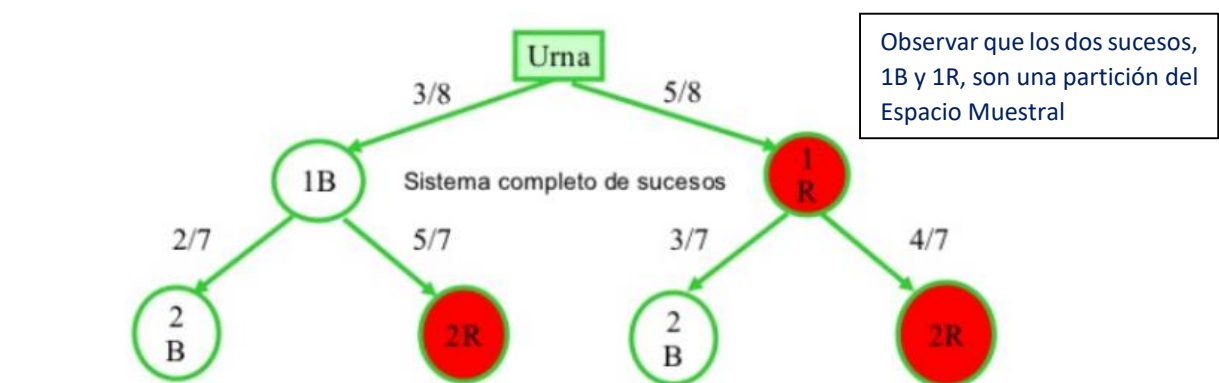 Urna
Observar que los dos sucesos,
1B y 1R, son una partición del
Espacio Muestral
3/8
5/8
1B
Sistema completo de sucesos
1
R
2/7
5/7
3/7
4/7
2
B
2R
2
B
2R